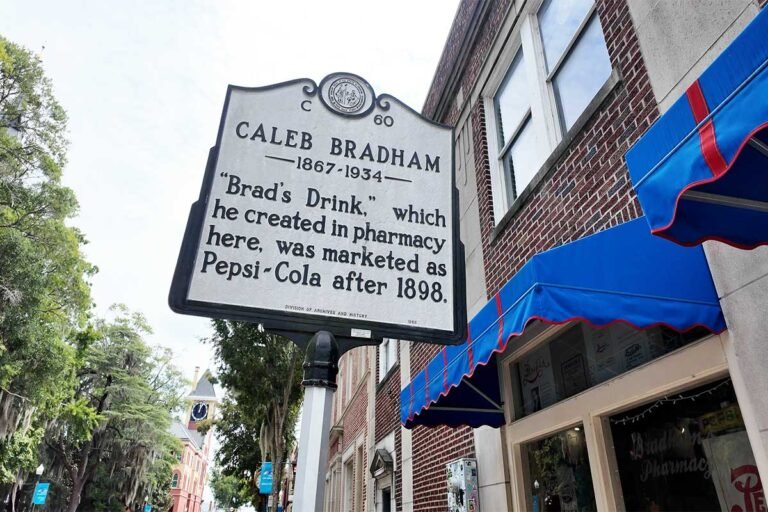 C 60
CALEB BRADHAM
1867-1934
"Brad's Drink," which
he created in pharmacy
here, was marketed as
Pepsi-Cola after 1898.
DIVISION OF ARCHIVES AND HISTORY
Bradham's
Pharmacy